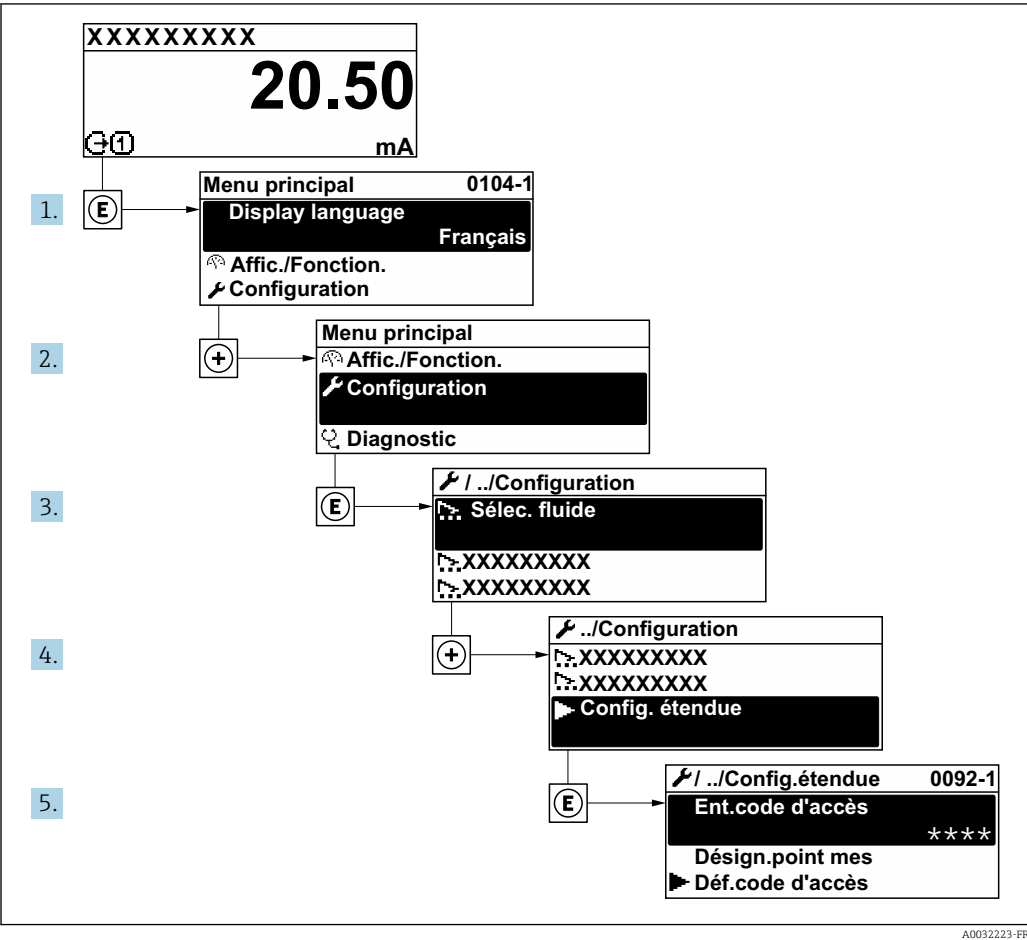 XXXXXXXXX
20.50
1 mA
1. E
Menu principal 0104-1
Display language
Français
Affic./Fonction.
Configuration
2. +
Menu principal
Affic./Fonction.
Configuration
Diagnostic
3. E
/ ../Configuration
Sélec. fluide
XXXXXXXXX
XXXXXXXXX
4. +
../Configuration
XXXXXXXXX
XXXXXXXXX
Config. étendue
5. E
/ ../Config.étendue 0092-1
Ent.code d'accès
****
Désign.point mes
Déf.code d'accès
A0032223-FR